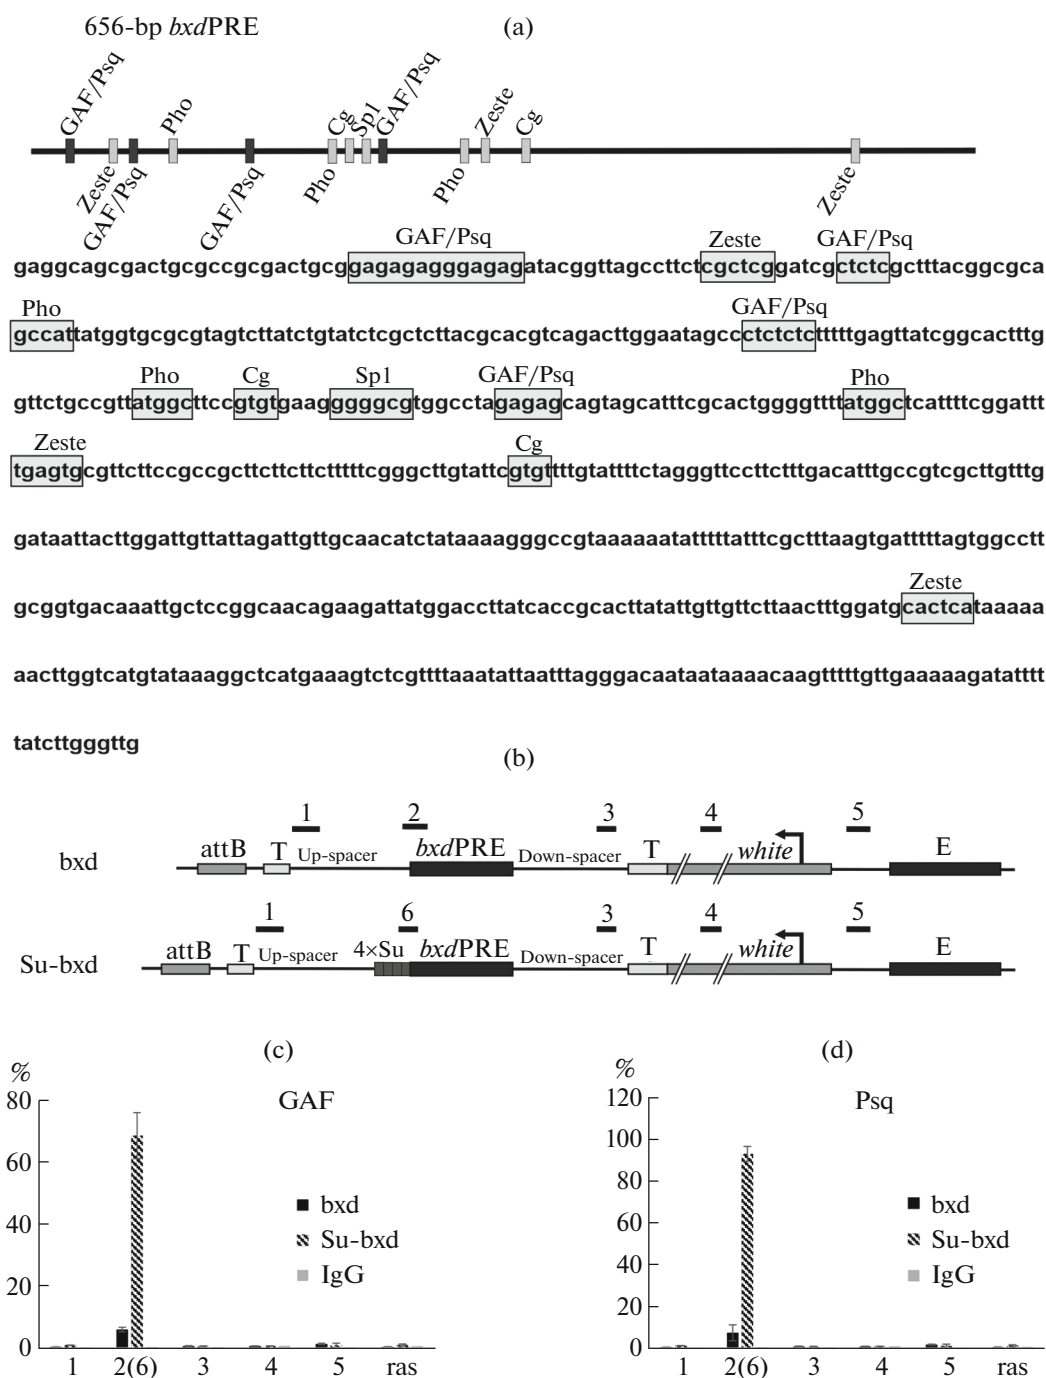 656-bp bxdPRE
(a)
GAF/Psq
Pho
Cg
Sp1
GAF/Psq
Zeste
Cg
Zeste
GAF/Psq
GAF/Psq
Pho
Pho
Zeste
GAF/Psq Zeste GAF/Psq
gaggcagcgactgcgccgcgactgcggagagagggagagatacggttagccttctcgctcggatcgctctcgctttacggcgca
Pho GAF/Psq
gccattatggtgcgcgtagtcttatctgtatctcgctcttacgcacgtcagacttggaatagccctctctctttttgagttatcggcactttg
Pho Cg Sp1 GAF/Psq Pho
gttctgccgttatggcttccgtgtgaaggggggcgtggcctagagagcagtagcatttcgcactggggttttatggctcattttcggattt
Zeste Cg
tgagtgcgttcttccgccgcttcttcttctttttcgggcttgtattcgtgttttgtattttctagggttccttctttgacatttgccgtcgcttgtttg
gataattacttggattgttattagattgttgcaacatctataaaagggccgtaaaaaatatttttatttcgctttaagtgatttttagtggcctt
Zeste
gcggtgacaaattgctccggcaacagaagattatggaccttatcaccgcacttatattgttgttcttaactttggatgcactcataaaaa
aacttggtcatgtataaaggctcatgaaagtctcgttttaaatattaatttagggacaataataaaacaagtttttgttgaaaaagatatttt
tatcttgggttg
(b)
1 2 3 4 5
bxd attB T Up-spacer bxdPRE Down-spacer T white E
1 6 3 4 5
Su-bxd attB T Up-spacer 4×Su bxdPRE Down-spacer T white E
(c)
%
GAF
80
60
40
20
0
bxd
Su-bxd
IgG
1 2(6) 3 4 5 ras
(d)
%
Psq
120
100
80
60
40
20
0
bxd
Su-bxd
IgG
1 2(6) 3 4 5 ras